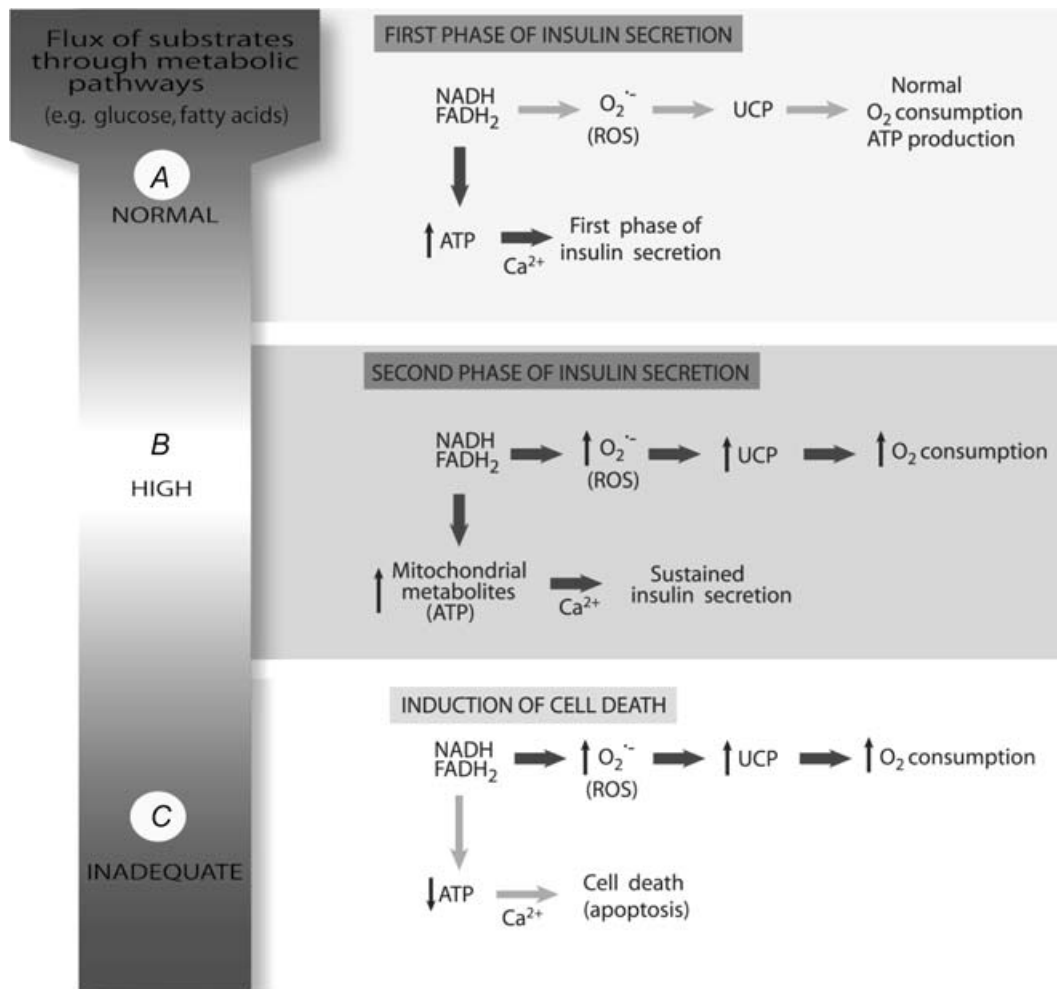 Flux of substrates
through metabolic
pathways
(e.g. glucose, fatty acids)
A
NORMAL
FIRST PHASE OF INSULIN SECRETION
NADH
FADH₂
O₂˙⁻
(ROS)
UCP
Normal
O₂ consumption
ATP production
↑ ATP
Ca²⁺
First phase of
insulin secretion
B
HIGH
SECOND PHASE OF INSULIN SECRETION
NADH
FADH₂
↑ O₂˙⁻
(ROS)
↑ UCP
↑ O₂ consumption
↑ Mitochondrial
metabolites
(ATP)
Ca²⁺
Sustained
insulin secretion
C
INADEQUATE
INDUCTION OF CELL DEATH
NADH
FADH₂
↑ O₂˙⁻
(ROS)
↑ UCP
↑ O₂ consumption
↓ ATP
Ca²⁺
Cell death
(apoptosis)